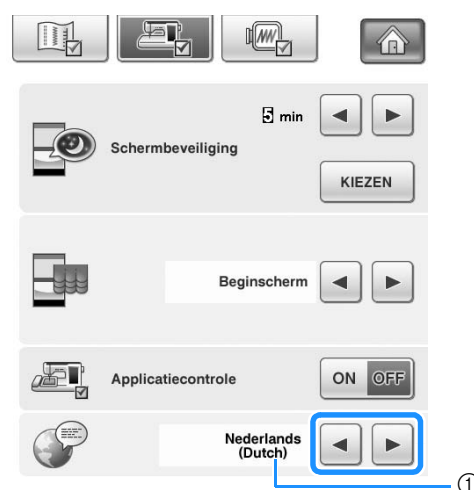 5 min
Schermbeveiliging
KIEZEN
Beginscherm
Applicatiecontrole
ON OFF
Nederlands
(Dutch)
①